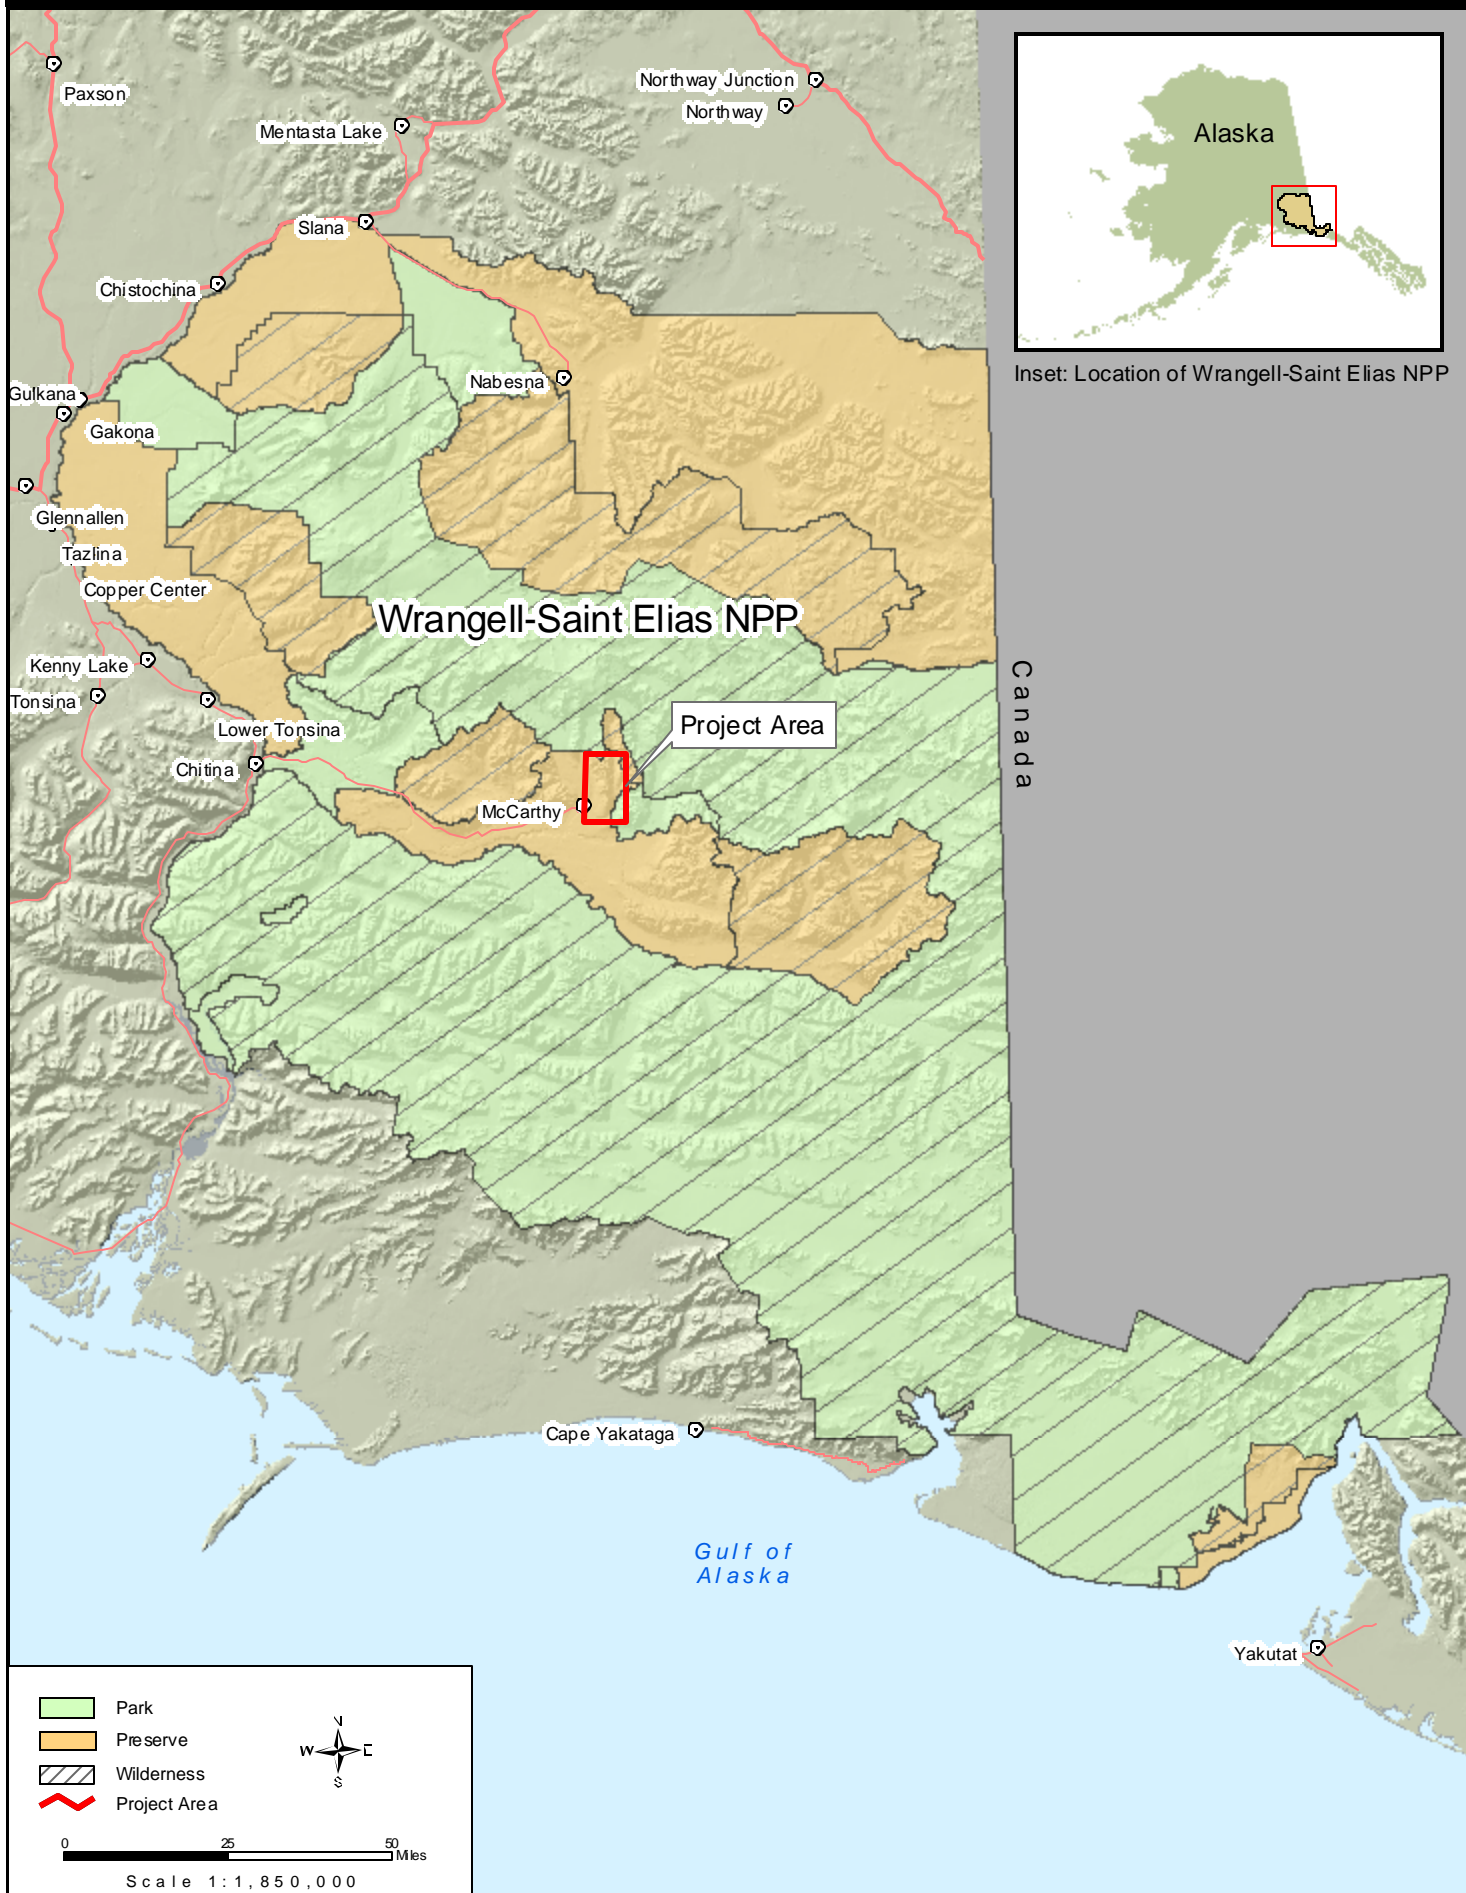 Paxson
Northway Junction
Northway
Mentasta Lake
Alaska
Slana
Chistochina
Inset: Location of Wrangell-Saint Elias NPP
Nabesna
Gulkana
Gakona
Glennallen
Tazlina
Copper Center
Wrangell-Saint Elias NPP
Kenny Lake
Canada
Tonsina
Lower Tonsina
Project Area
Chitina
McCarthy
Cape Yakataga
Gulf of
Alaska
Yakutat
Park
Preserve
Wilderness
Project Area
N
W E
S
0 25 50
Miles
Scale 1:1,850,000